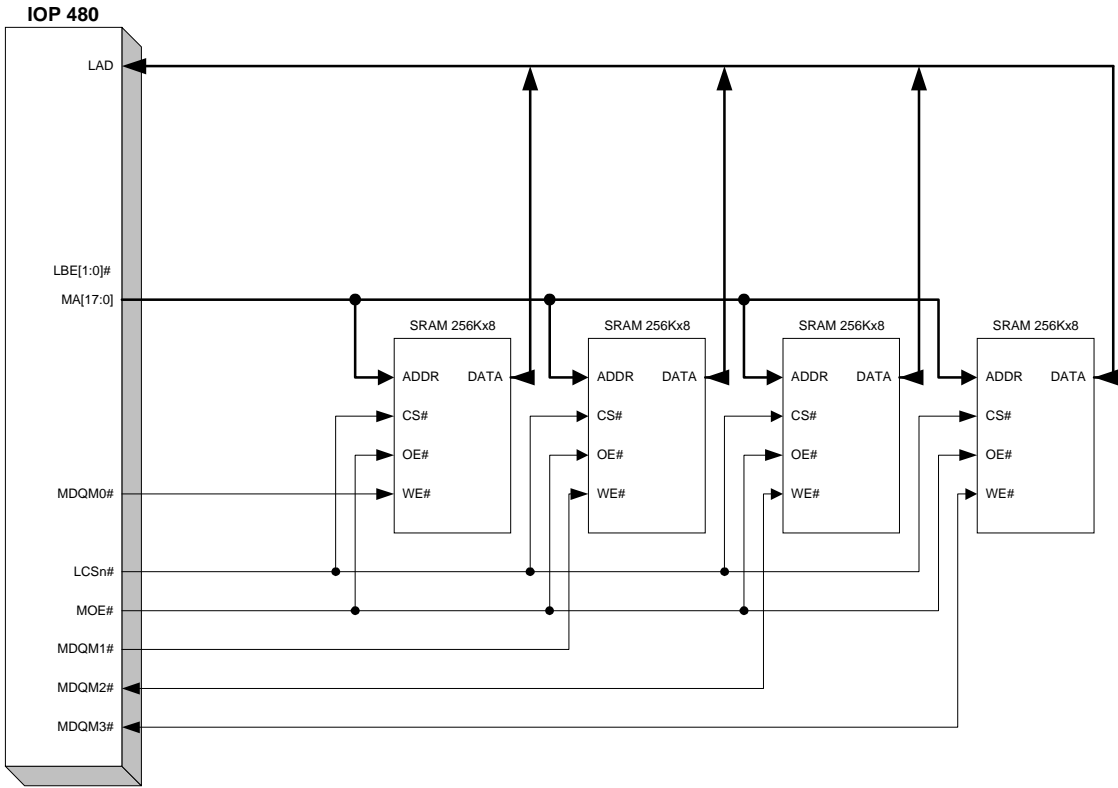 IOP 480
LAD
LBE[1:0]#
MA[17:0]
SRAM 256Kx8
SRAM 256Kx8
SRAM 256Kx8
SRAM 256Kx8
ADDR DATA
ADDR DATA
ADDR DATA
ADDR DATA
CS#
CS#
CS#
CS#
OE#
OE#
OE#
OE#
MDQM0#
WE#
WE#
WE#
WE#
LCSn#
MOE#
MDQM1#
MDQM2#
MDQM3#